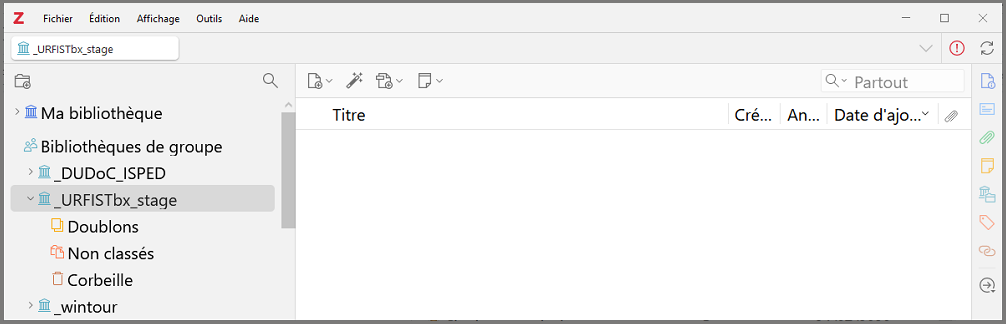 Z Fichier Édition Affichage Outils Aide
_URFISTbx_stage
Partout
Ma bibliothèque
Titre Cré... An... Date d'ajo...
Bibliothèques de groupe
_DUDoC_ISPED
_URFISTbx_stage
Doublons
Non classés
Corbeille
_wintour